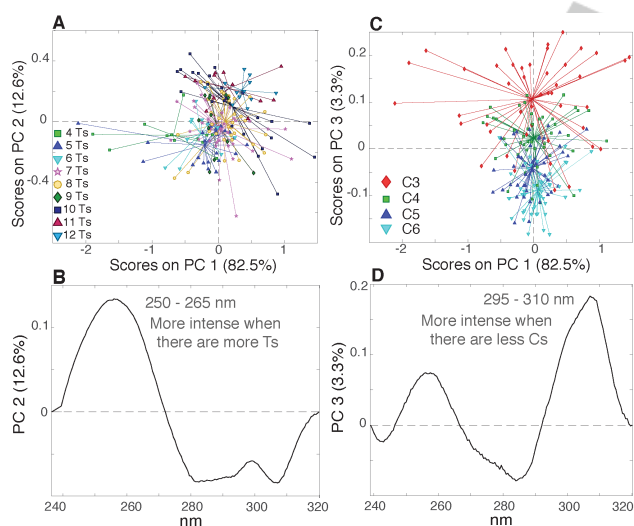 A
Scores on PC 2 (12.6%)
0.4
0
-0.4
4 Ts
5 Ts
6 Ts
7 Ts
8 Ts
9 Ts
10 Ts
11 Ts
12 Ts
-2
-1
0
1
Scores on PC 1 (82.5%)
C
Scores on PC 3 (3.3%)
0.2
0.1
0
-0.1
C3
C4
C5
C6
-2
-1
0
1
Scores on PC 1 (82.5%)
B
PC 2 (12.6%)
0.1
0
250 - 265 nm
More intense when
there are more Ts
240
260
280
300
320
nm
D
PC 3 (3.3%)
0.1
0
295 - 310 nm
More intense when
there are less Cs
240
260
280
300
320
nm